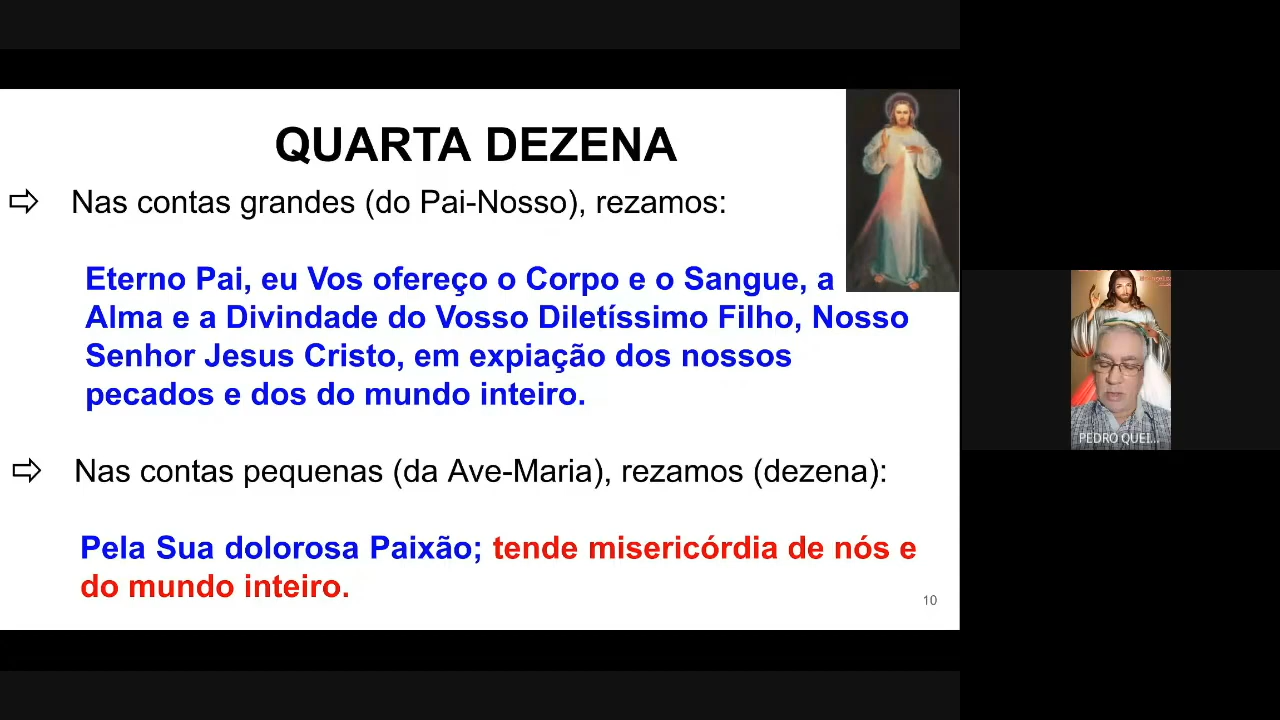 QUARTA DEZENA
Nas contas grandes (do Pai-Nosso), rezamos:
Eterno Pai, eu Vos ofereço o Corpo e o Sangue, a
Alma e a Divindade do Vosso Diletíssimo Filho, Nosso
Senhor Jesus Cristo, em expiação dos nossos
pecados e dos do mundo inteiro.
Nas contas pequenas (da Ave-Maria), rezamos (dezena):
Pela Sua dolorosa Paixão; tende misericórdia de nós e
do mundo inteiro.
10
PEDRO QUEI...